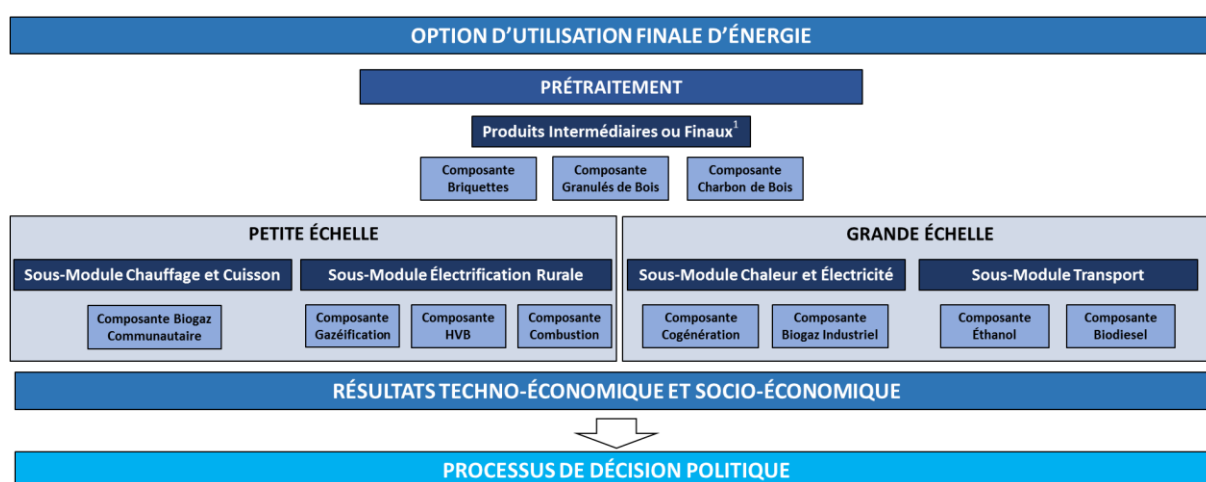 OPTION D'UTILISATION FINALE D'ÉNERGIE
PRÉTRAITEMENT
Produits Intermédiaires ou Finaux¹
Composante
Briquettes
Composante
Granulés de Bois
Composante
Charbon de Bois
PETITE ÉCHELLE
Sous-Module Chauffage et Cuisson
Composante Biogaz
Communautaire
Sous-Module Électrification Rurale
Composante
Gazéification
Composante
HVB
Composante
Combustion
GRANDE ÉCHELLE
Sous-Module Chaleur et Électricité
Composante
Cogénération
Composante
Biogaz Industriel
Sous-Module Transport
Composante
Éthanol
Composante
Biodiesel
RÉSULTATS TECHNO-ÉCONOMIQUE ET SOCIO-ÉCONOMIQUE
PROCESSUS DE DÉCISION POLITIQUE